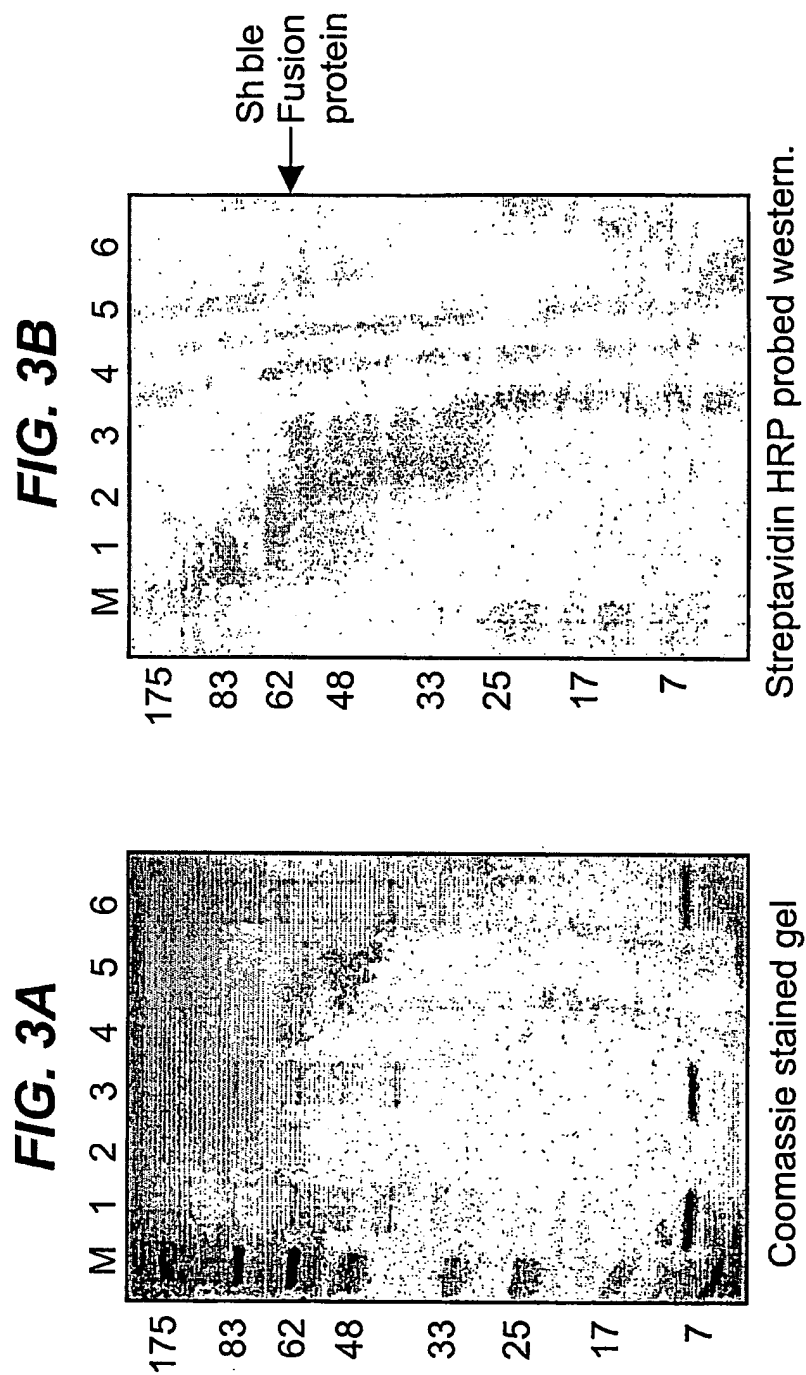 FIG. 3A
M 1 2 3 4 5 6
175
83
62
48
33
25
17
7
Coomassie stained gel
FIG. 3B
M 1 2 3 4 5 6
175
83
62
48
33
25
17
7
Sh ble
Fusion
protein
Streptavidin HRP probed western.